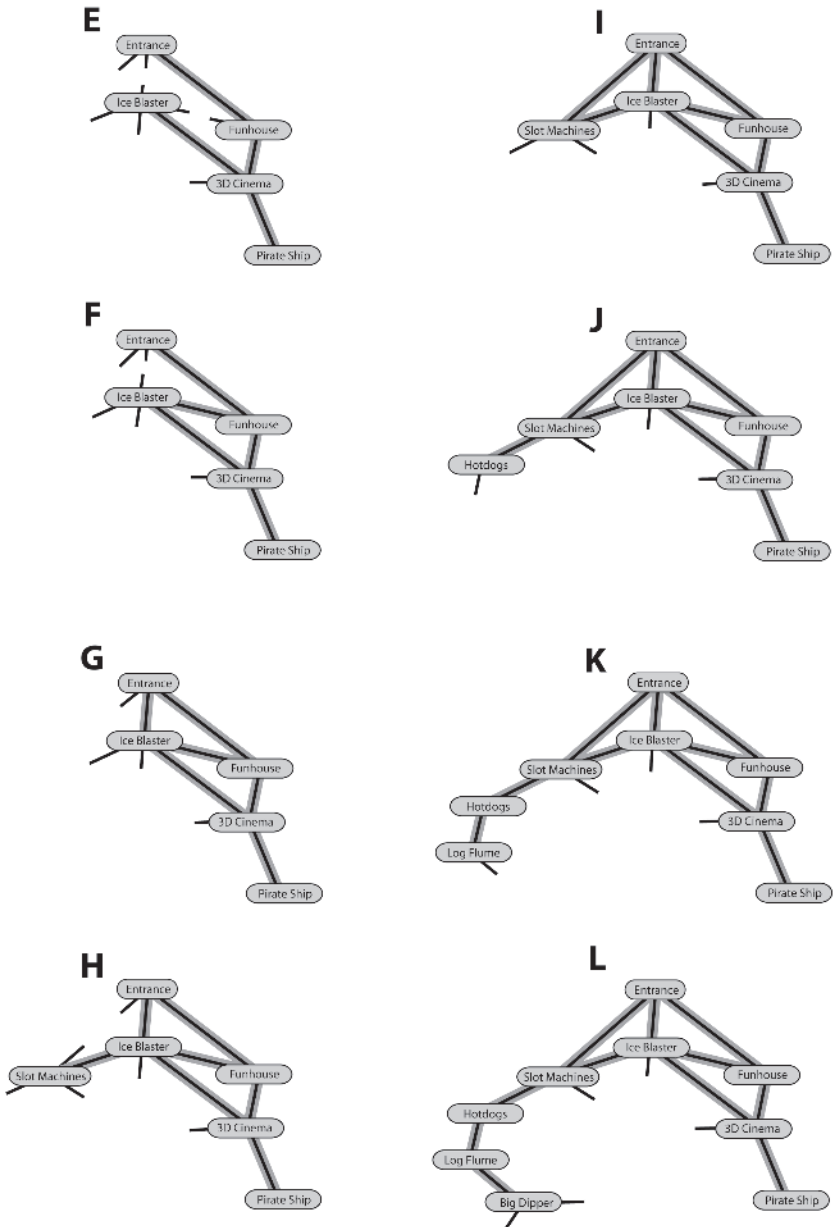 E
Entrance
Ice Blaster
Funhouse
3D Cinema
Pirate Ship
F
Entrance
Ice Blaster
Funhouse
3D Cinema
Pirate Ship
G
Entrance
Ice Blaster
Funhouse
3D Cinema
Pirate Ship
H
Entrance
Ice Blaster
Slot Machines
Funhouse
3D Cinema
Pirate Ship
I
Entrance
Ice Blaster
Slot Machines
Funhouse
3D Cinema
Pirate Ship
J
Entrance
Ice Blaster
Slot Machines
Funhouse
Hotdogs
3D Cinema
Pirate Ship
K
Entrance
Ice Blaster
Slot Machines
Funhouse
Hotdogs
3D Cinema
Log Flume
Pirate Ship
L
Entrance
Ice Blaster
Slot Machines
Funhouse
Hotdogs
3D Cinema
Log Flume
Big Dipper
Pirate Ship